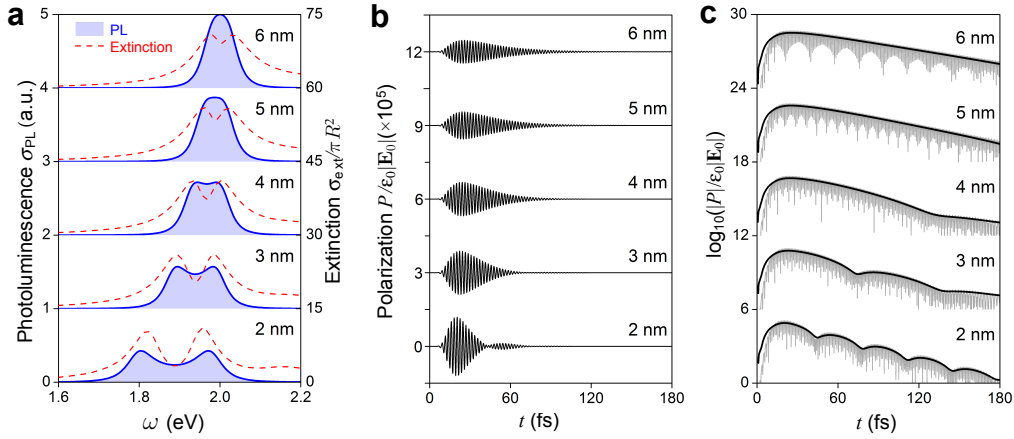 a
Photoluminescence σPL (a.u.)
5
4
3
2
1
0
PL
Extinction
6 nm
5 nm
4 nm
3 nm
2 nm
75
60
45
30
15
0
Extinction σext/πR²
1.6
1.8
2.0
2.2
ω (eV)
b
Polarization P/ε₀|E₀|(×10⁵)
12
9
6
3
0
6 nm
5 nm
4 nm
3 nm
2 nm
0
60
120
180
t (fs)
c
log₁₀(|P|/ε₀|E₀|)
30
24
18
12
6
0
6 nm
5 nm
4 nm
3 nm
2 nm
0
60
120
180
t (fs)